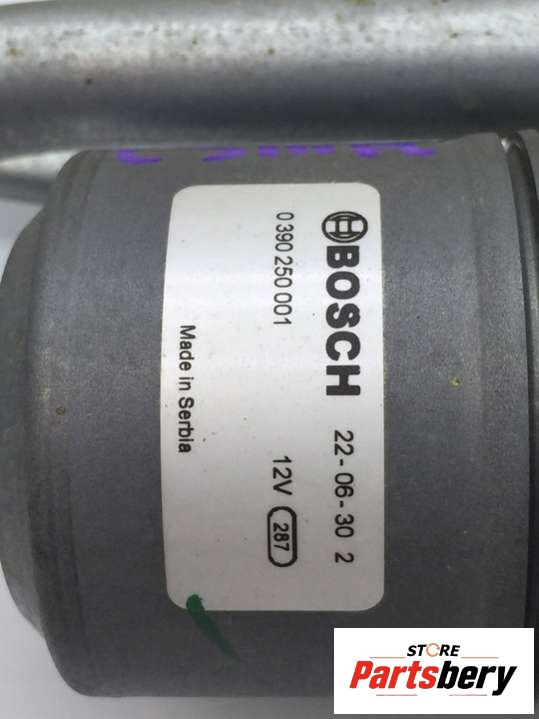 BOSCH 22-06-30 2
0 390 250 001 12V 287
Made in Serbia
STORE
Partsbery